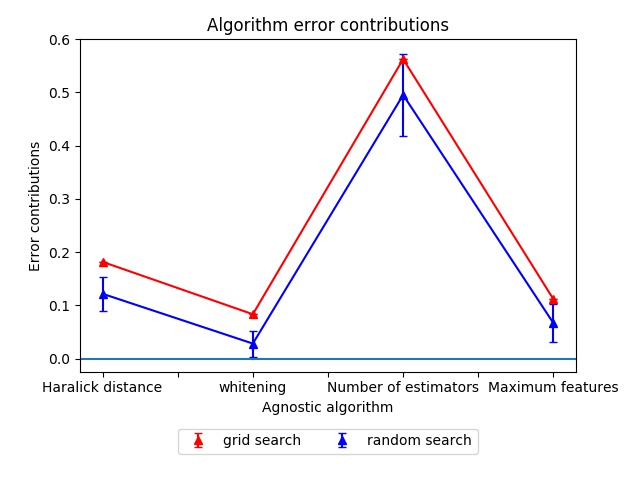 Algorithm error contributions
0.6
0.5
0.4
0.3
0.2
0.1
0.0
Error contributions
Haralick distance whitening Number of estimators Maximum features
Agnostic algorithm
grid search random search